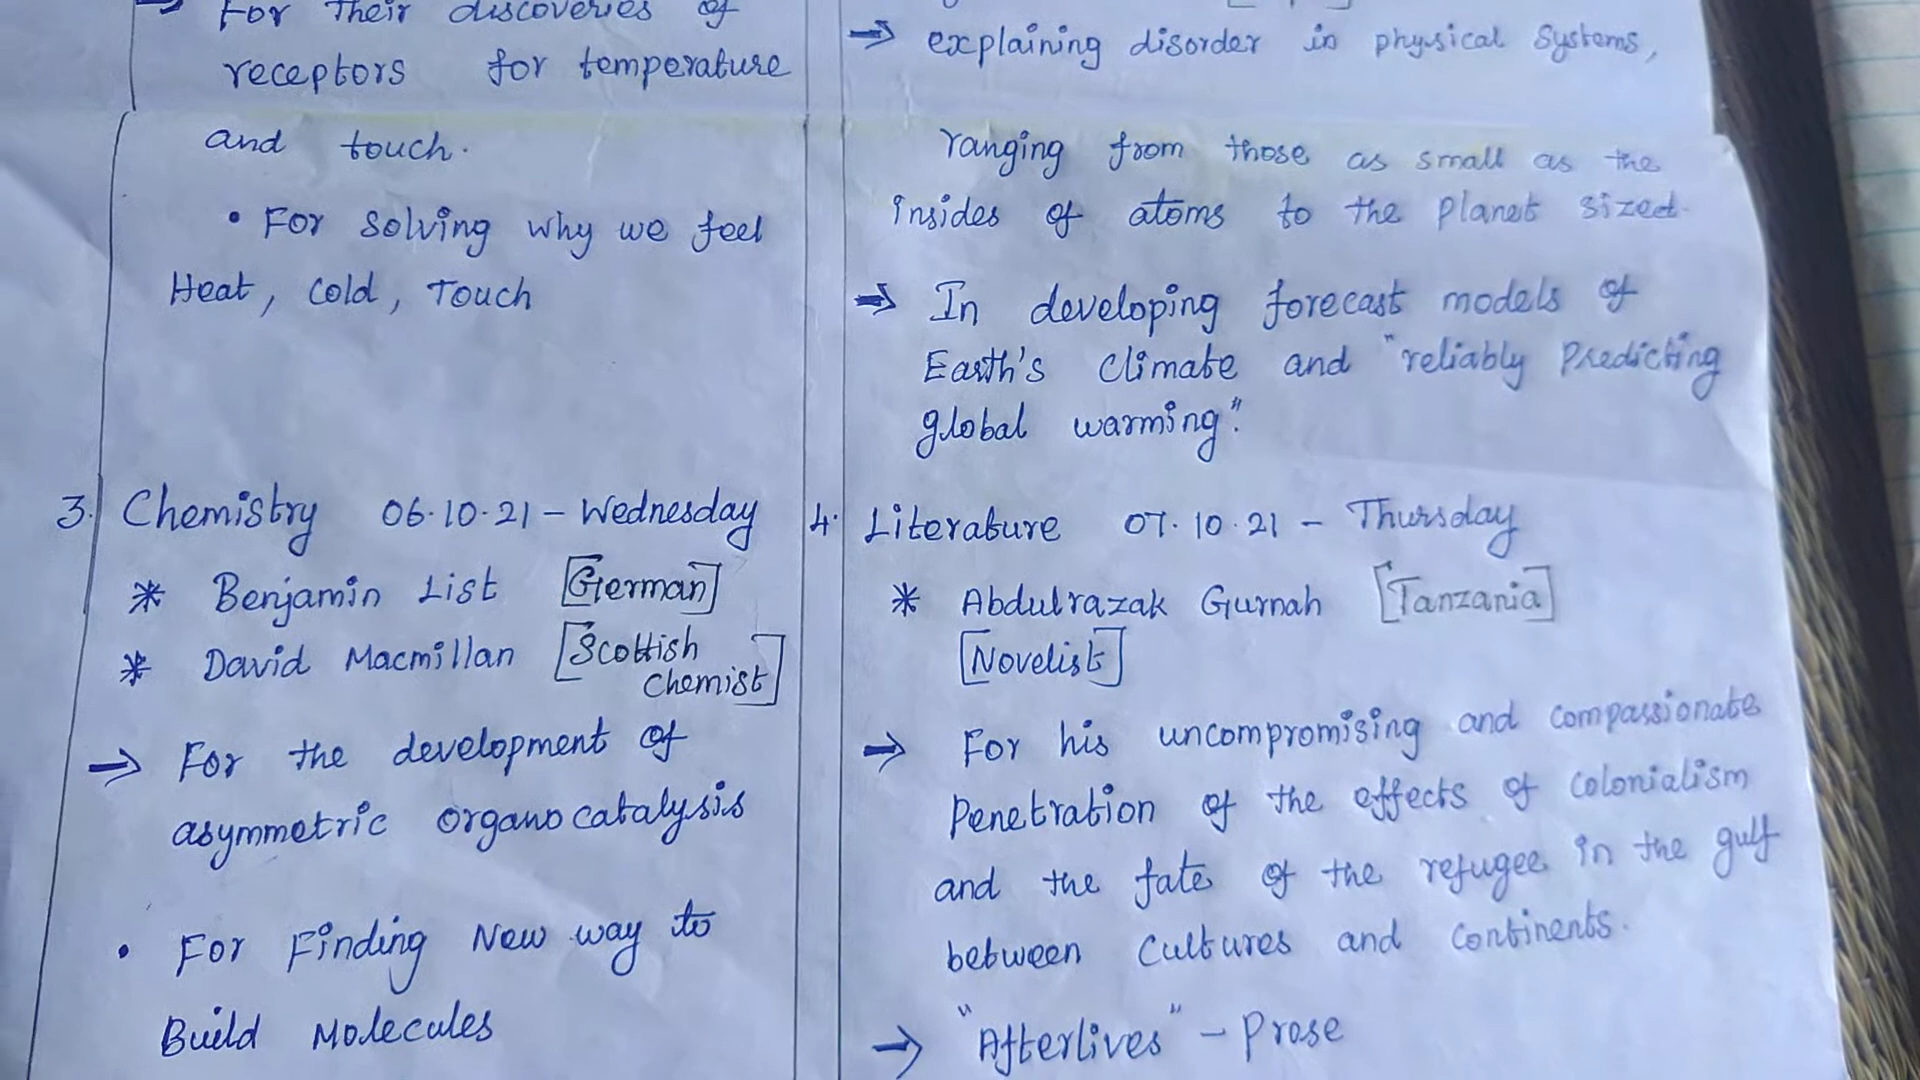 For Their discoveries of
receptors for temperature
and touch.
• For Solving why we feel
Heat, Cold, Touch
3. Chemistry 06.10.21 - Wednesday
* Benjamin List [German]
* David Macmillan [Scottish
Chemist]
⇒ For the development of
asymmetric organocatalysis
• For Finding New way to
Build Molecules
⇒ explaining disorder in physical Systems,
ranging from those as small as the
insides of atoms to the planet sized.
⇒ In developing forecast models of
Earth's Climate and "reliably Predicting
global warming".
4. Literature 07.10.21 - Thursday
* Abdulrazak Gurnah [Tanzania]
[Novelist]
⇒ For his uncompromising and compassionate
Penetration of the effects of colonialism
and the fate of the refugee in the gulf
between Cultures and Continents.
⇒ "Afterlives" - Prose